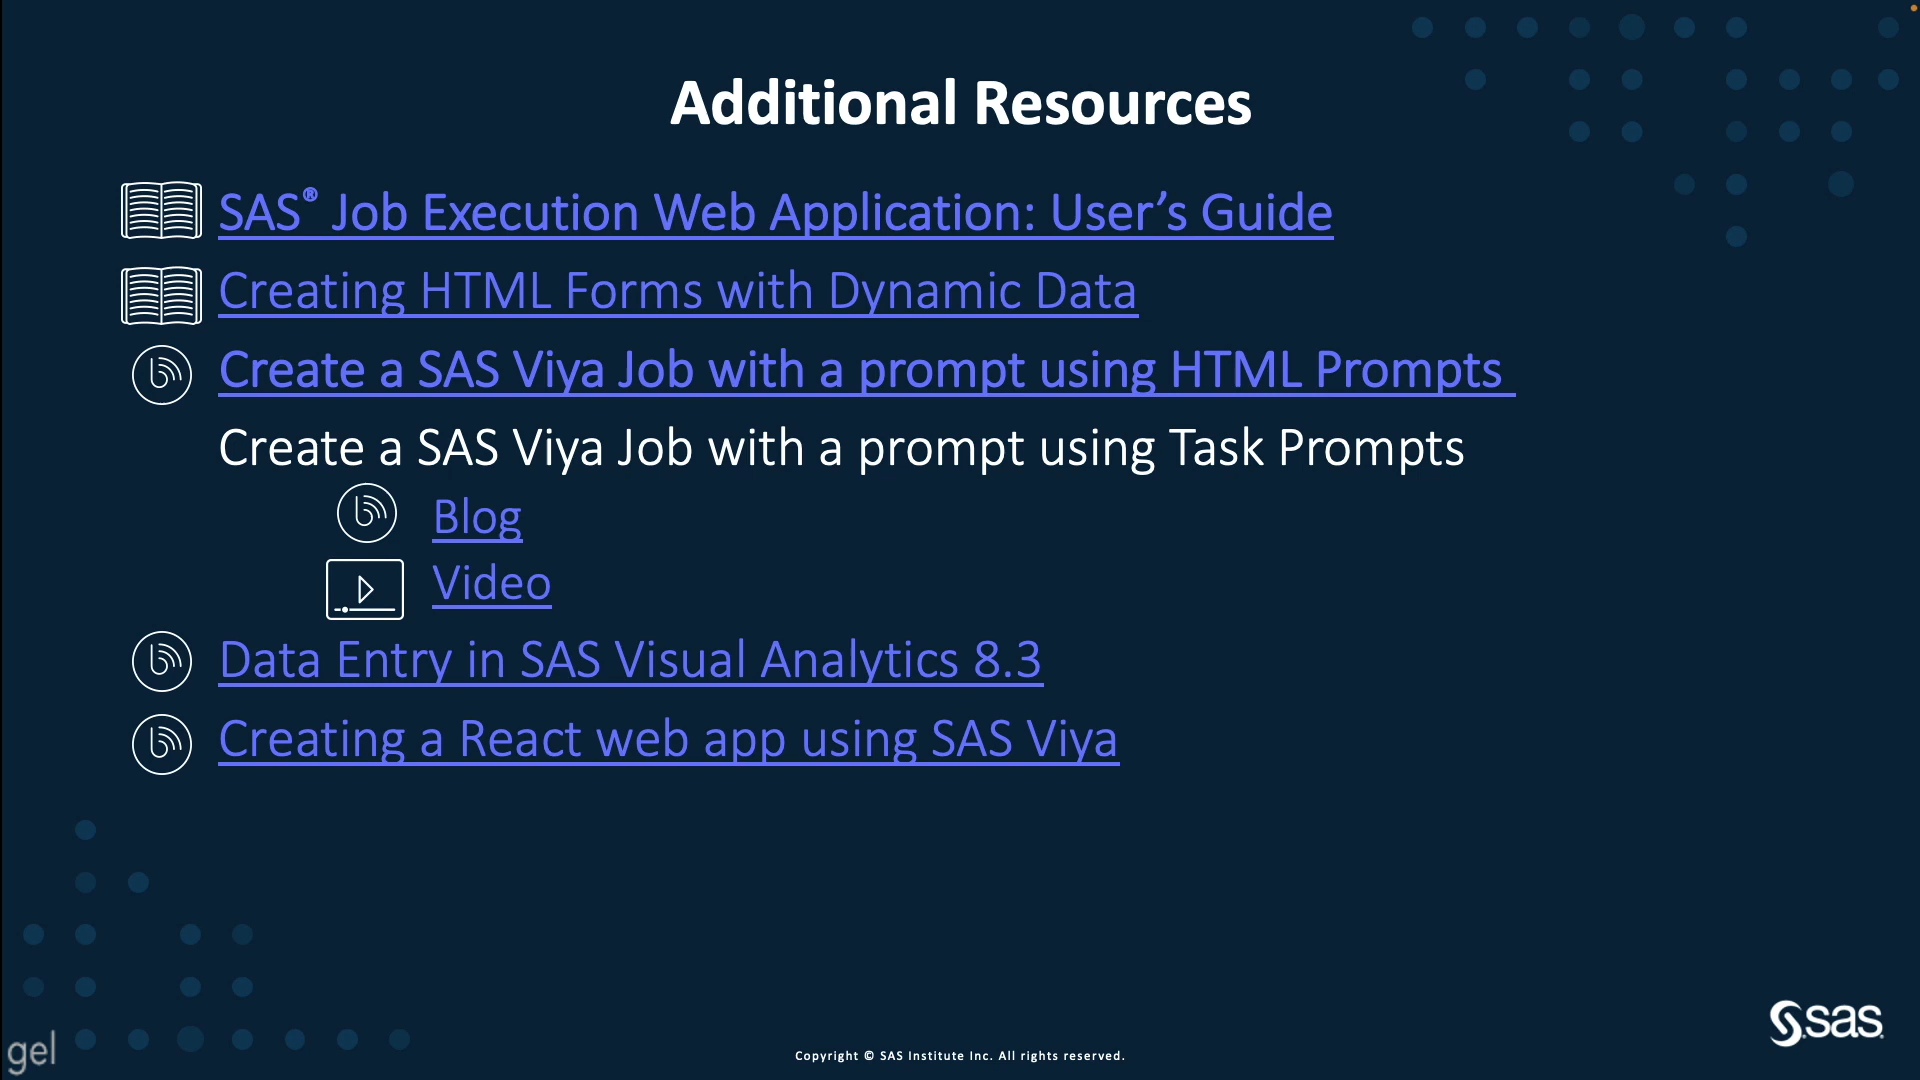 Additional Resources
SAS® Job Execution Web Application: User’s Guide
Creating HTML Forms with Dynamic Data
Create a SAS Viya Job with a prompt using HTML Prompts
Create a SAS Viya Job with a prompt using Task Prompts
Blog
Video
Data Entry in SAS Visual Analytics 8.3
Creating a React web app using SAS Viya
sas
gel
Copyright © SAS Institute Inc. All rights reserved.